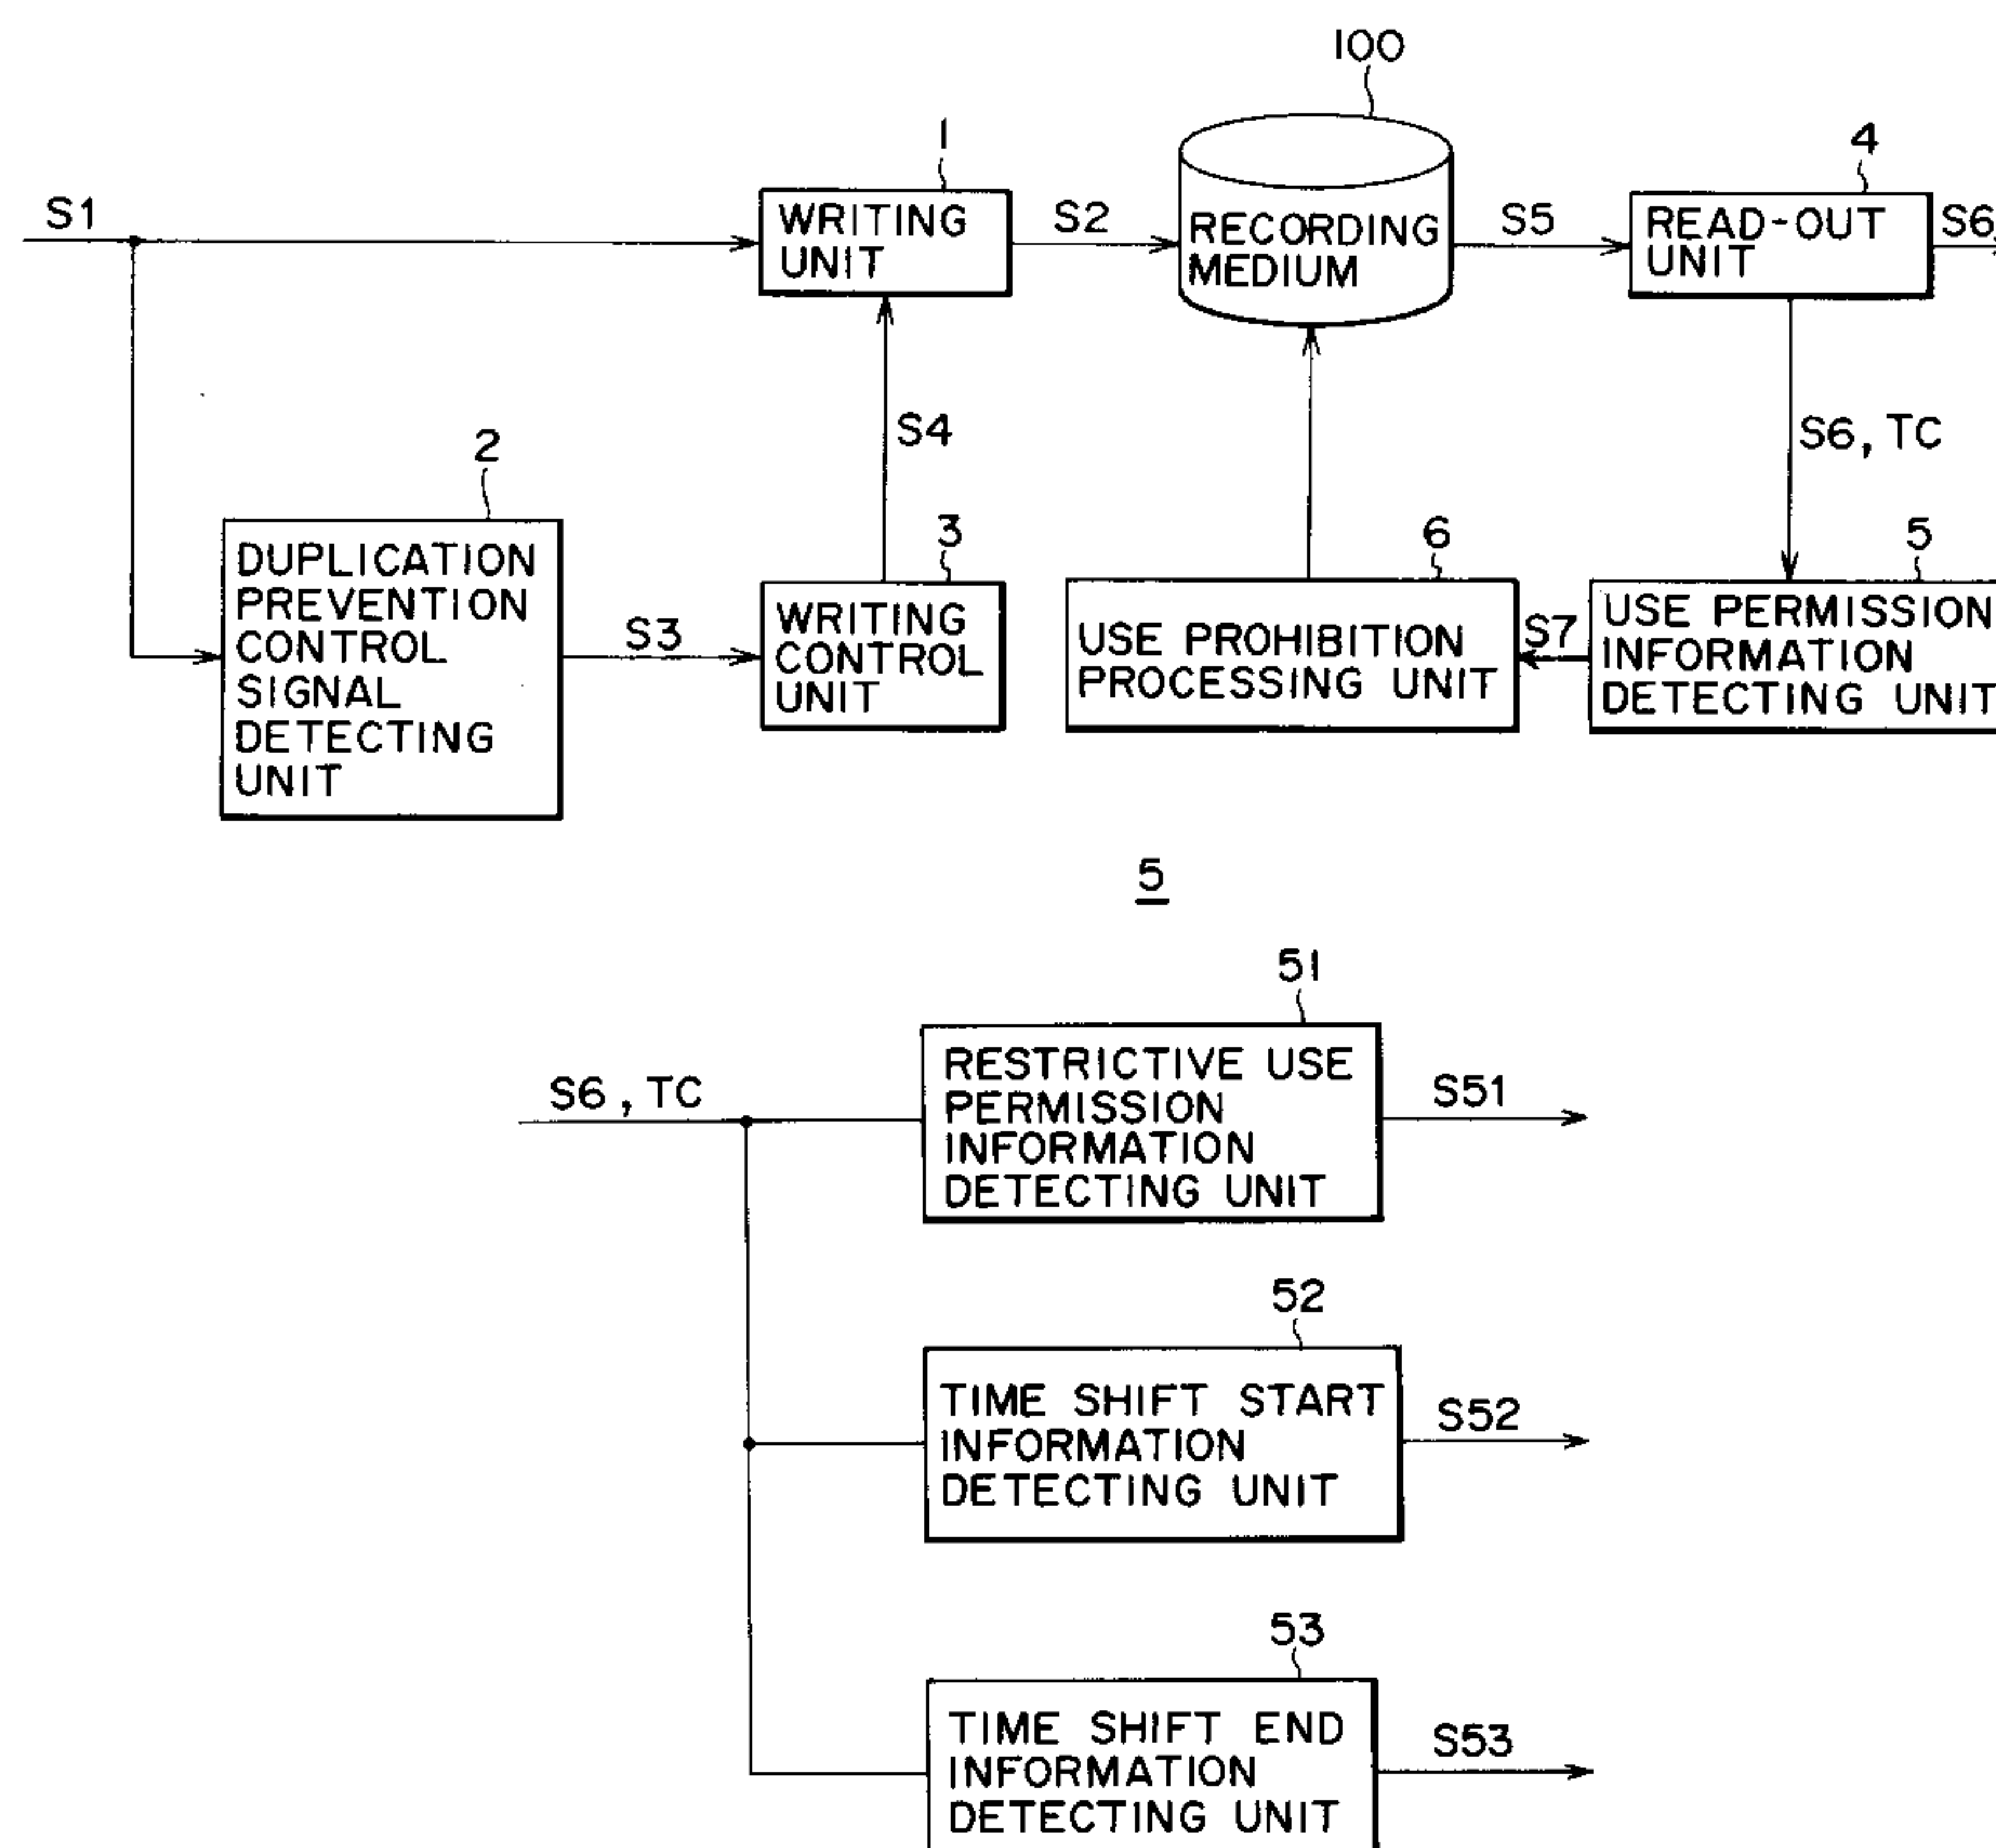 100
1
4
S1
WRITING
UNIT
S2
RECORDING
MEDIUM
S5
READ-OUT
UNIT
S6,
S4
S6, TC
2
3
6
5
DUPLICATION
PREVENTION
CONTROL
SIGNAL
DETECTING
UNIT
S3
WRITING
CONTROL
UNIT
USE PROHIBITION
PROCESSING UNIT
S7
USE PERMISSION
INFORMATION
DETECTING UNIT
5
51
S6, TC
RESTRICTIVE USE
PERMISSION
INFORMATION
DETECTING UNIT
S51
52
TIME SHIFT START
INFORMATION
DETECTING UNIT
S52
53
TIME SHIFT END
INFORMATION
DETECTING UNIT
S53